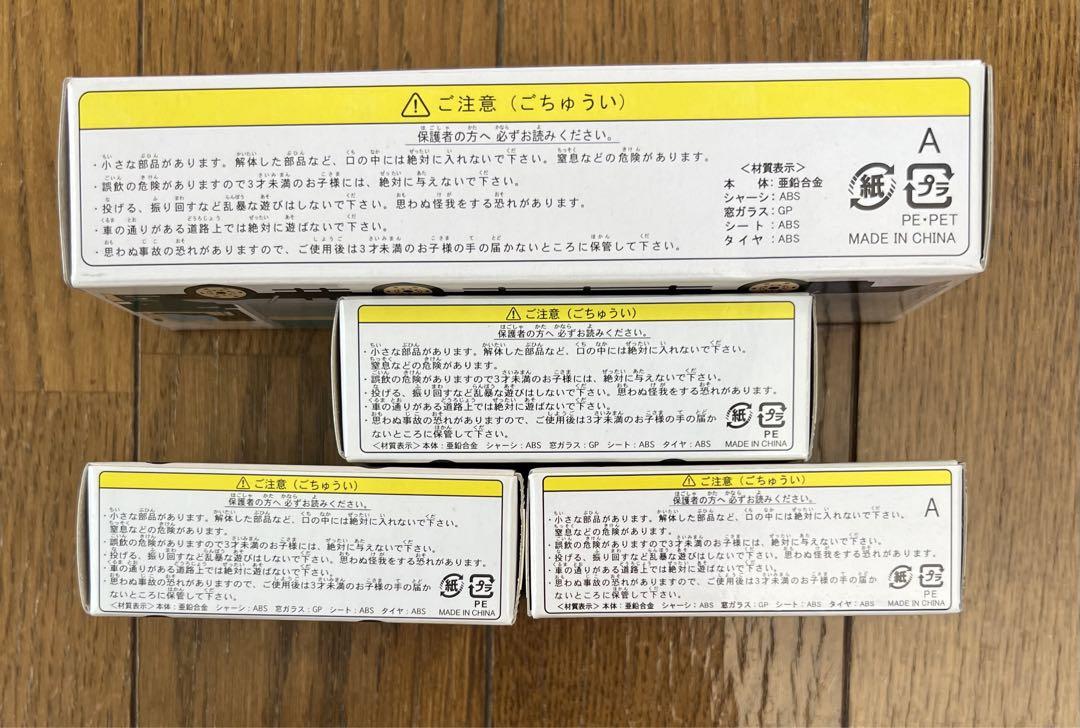 ⚠ ご注意（ごちゅうい）
保護者の方へ 必ずお読みください。
・小さな部品があります。解体した部品など、口の中には絶対に入れないで下さい。窒息などの危険があります。
・誤飲の危険がありますので3才未満のお子様には、絶対に与えないで下さい。
・投げる、振り回すなど乱暴な遊びはしないで下さい。思わぬ怪我をする恐れがあります。
・車の通りがある道路上では絶対に遊ばないで下さい。
・思わぬ事故の恐れがありますので、ご使用後は3才未満のお子様の手の届かないところに保管して下さい。
＜材質表示＞
本　体：亜鉛合金
シャーシ：ABS
窓ガラス：GP
シート：ABS
タイヤ：ABS
A
紙 プラ
PE・PET
MADE IN CHINA
⚠ ご注意（ごちゅうい）
保護者の方へ 必ずお読みください。
・小さな部品があります。解体した部品など、口の中には絶対に入れないで下さい。
窒息などの危険があります。
・誤飲の危険がありますので3才未満のお子様には、絶対に与えないで下さい。
・投げる、振り回すなど乱暴な遊びはしないで下さい。思わぬ怪我をする恐れがあります。
・車の通りがある道路上では絶対に遊ばないで下さい。
・思わぬ事故の恐れがありますので、ご使用後は3才未満のお子様の手の届か
ないところに保管して下さい。
＜材質表示＞本体：亜鉛合金　シャーシ：ABS　窓ガラス：GP　シート：ABS　タイヤ：ABS
紙 プラ
PE
MADE IN CHINA
⚠ ご注意（ごちゅうい）
保護者の方へ 必ずお読みください。
・小さな部品があります。解体した部品など、口の中には絶対に入れないで下さい。
窒息などの危険があります。
・誤飲の危険がありますので3才未満のお子様には、絶対に与えないで下さい。
・投げる、振り回すなど乱暴な遊びはしないで下さい。思わぬ怪我をする恐れがあります。
・車の通りがある道路上では絶対に遊ばないで下さい。
・思わぬ事故の恐れがありますので、ご使用後は3才未満のお子様の手の届か
ないところに保管して下さい。
＜材質表示＞本体：亜鉛合金　シャーシ：ABS　窓ガラス：GP　シート：ABS　タイヤ：ABS
紙 プラ
PE
MADE IN CHINA
⚠ ご注意（ごちゅうい）
保護者の方へ 必ずお読みください。
・小さな部品があります。解体した部品など、口の中には絶対に入れないで下さい。
窒息などの危険があります。
・誤飲の危険がありますので3才未満のお子様には、絶対に与えないで下さい。
・投げる、振り回すなど乱暴な遊びはしないで下さい。思わぬ怪我をする恐れがあります。
・車の通りがある道路上では絶対に遊ばないで下さい。
・思わぬ事故の恐れがありますので、ご使用後は3才未満のお子様の手の届か
ないところに保管して下さい。
＜材質表示＞本体：亜鉛合金　シャーシ：ABS　窓ガラス：GP　シート：ABS　タイヤ：ABS
A
紙 プラ
PE
MADE IN CHINA